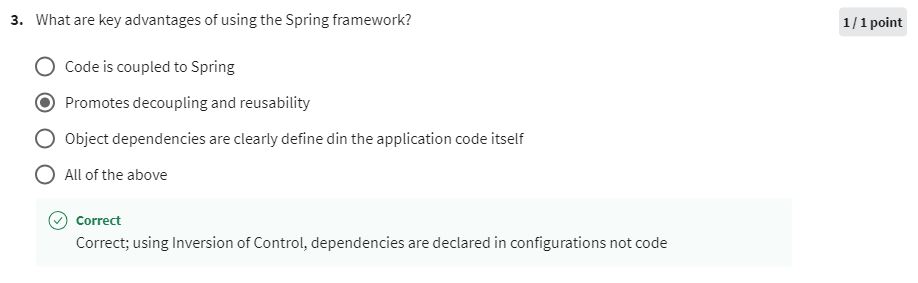 3. What are key advantages of using the Spring framework?
1 / 1 point
Code is coupled to Spring
Promotes decoupling and reusability
Object dependencies are clearly define din the application code itself
All of the above
Correct
Correct; using Inversion of Control, dependencies are declared in configurations not code